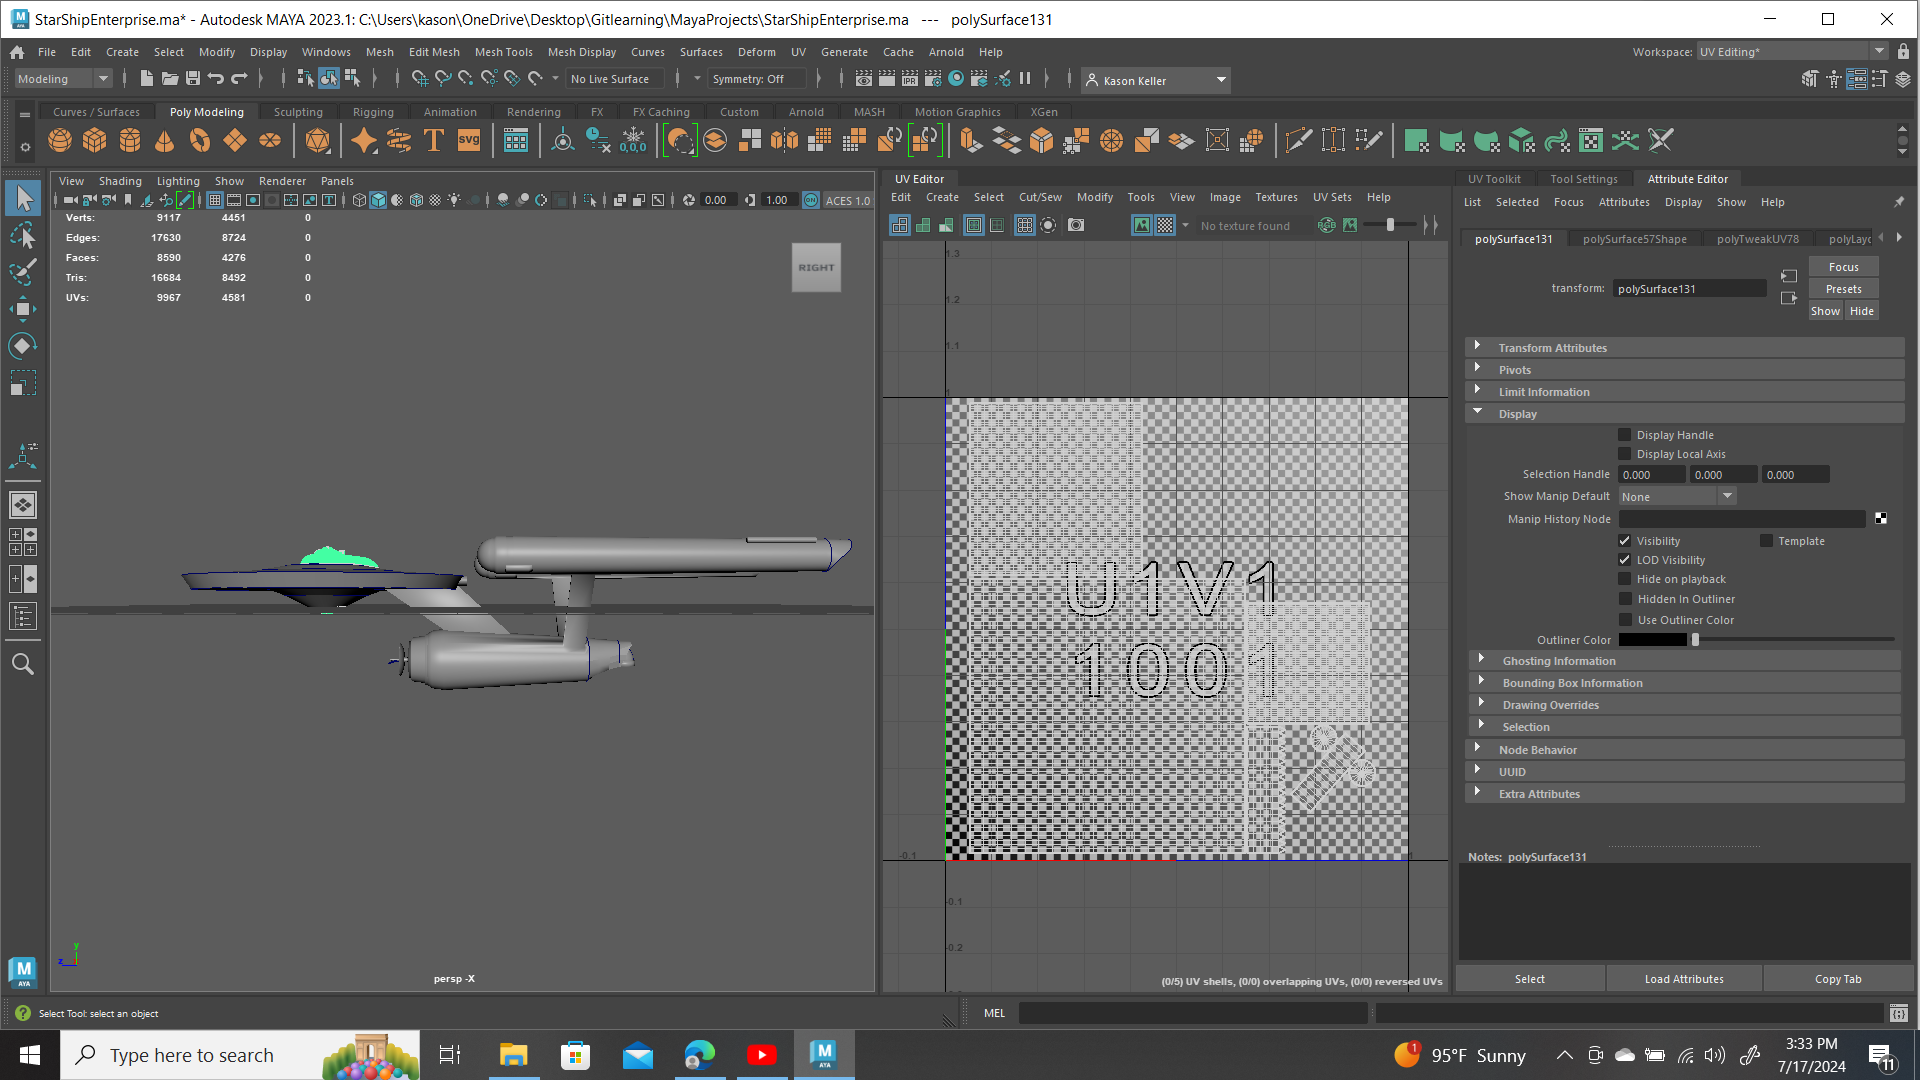 StarShipEnterprise.ma* - Autodesk MAYA 2023.1: C:\Users\kason\OneDrive\Desktop\Gitlearning\MayaProjects\StarShipEnterprise.ma --- polySurface131
File Edit Create Select Modify Display Windows Mesh Edit Mesh Mesh Tools Mesh Display Curves Surfaces Deform UV Generate Cache Arnold Help
Workspace: UV Editing*
Modeling No Live Surface Symmetry: Off Kason Keller
Curves / Surfaces Poly Modeling Sculpting Rigging Animation Rendering FX FX Caching Custom Arnold MASH Motion Graphics XGen
View Shading Lighting Show Renderer Panels
0.00 1.00 ACES 1.0
Verts: 9117 4451 0
Edges: 17630 8724 0
Faces: 8590 4276 0
Tris: 16684 8492 0
UVs: 9967 4581 0
RIGHT
y
z
persp -X
UV Editor
Edit Create Select Cut/Sew Modify Tools View Image Textures UV Sets Help
No texture found
1.3
1.2
1.1
1
U1V1
1001
-0.1
1
-0.1
-0.2
(0/5) UV shells, (0/0) overlapping UVs, (0/0) reversed UVs
UV Toolkit Tool Settings Attribute Editor
List Selected Focus Attributes Display Show Help
polySurface131 polySurface57Shape polyTweakUV78 polyLayo
transform: polySurface131
Focus
Presets
Show Hide
Transform Attributes
Pivots
Limit Information
Display
Display Handle
Display Local Axis
Selection Handle 0.000 0.000 0.000
Show Manip Default None
Manip History Node
Visibility Template
LOD Visibility
Hide on playback
Hidden In Outliner
Use Outliner Color
Outliner Color
Ghosting Information
Bounding Box Information
Drawing Overrides
Selection
Node Behavior
UUID
Extra Attributes
Notes: polySurface131
Select Load Attributes Copy Tab
Select Tool: select an object
MEL
Type here to search
1 95°F Sunny
3:33 PM
7/17/2024
11